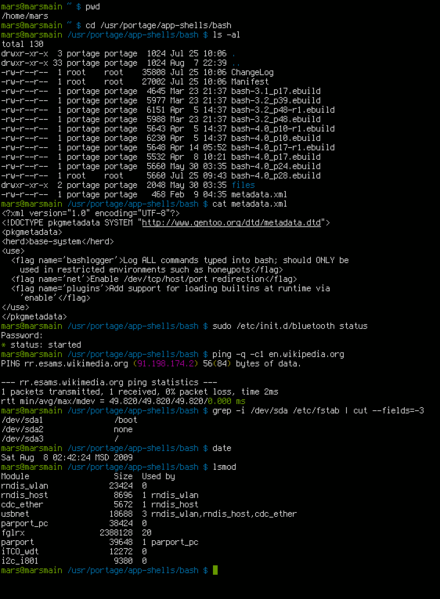 mars@marsmain ~ $ pwd
/home/mars
mars@marsmain ~ $ cd /usr/portage/app-shells/bash
mars@marsmain /usr/portage/app-shells/bash $ ls -al
total 130
drwxr-xr-x  3 portage portage  1024 Jul 25 10:06 .
drwxr-xr-x 33 portage portage  1024 Aug  7 22:39 ..
-rw-r--r--  1 root    root    35808 Jul 25 10:06 ChangeLog
-rw-r--r--  1 root    root    27002 Jul 25 10:06 Manifest
-rw-r--r--  1 portage portage  4645 Mar 23 21:37 bash-3.1_p17.ebuild
-rw-r--r--  1 portage portage  5977 Mar 23 21:37 bash-3.2_p39.ebuild
-rw-r--r--  1 portage portage  6151 Apr  5 14:37 bash-3.2_p48-r1.ebuild
-rw-r--r--  1 portage portage  5988 Mar 23 21:37 bash-3.2_p48.ebuild
-rw-r--r--  1 portage portage  5643 Apr  5 14:37 bash-4.0_p10-r1.ebuild
-rw-r--r--  1 portage portage  6230 Apr  5 14:37 bash-4.0_p10.ebuild
-rw-r--r--  1 portage portage  5648 Apr 14 05:52 bash-4.0_p17-r1.ebuild
-rw-r--r--  1 portage portage  5532 Apr  8 10:21 bash-4.0_p17.ebuild
-rw-r--r--  1 portage portage  5660 May 30 03:35 bash-4.0_p24.ebuild
-rw-r--r--  1 root    root     5660 Jul 25 09:43 bash-4.0_p28.ebuild
drwxr-xr-x  2 portage portage  2048 May 30 03:35 files
-rw-r--r--  1 portage portage   468 Feb  9 04:35 metadata.xml
mars@marsmain /usr/portage/app-shells/bash $ cat metadata.xml
<?xml version="1.0" encoding="UTF-8"?>
<!DOCTYPE pkgmetadata SYSTEM "http://www.gentoo.org/dtd/metadata.dtd">
<pkgmetadata>
<herd>base-system</herd>
<use>
  <flag name='bashlogger'>Log ALL commands typed into bash; should ONLY be
    used in restricted environments such as honeypots</flag>
  <flag name='net'>Enable /dev/tcp/host/port redirection</flag>
  <flag name='plugins'>Add support for loading builtins at runtime via
    'enable'</flag>
</use>
</pkgmetadata>
mars@marsmain /usr/portage/app-shells/bash $ sudo /etc/init.d/bluetooth status
Password:
* status: started
mars@marsmain /usr/portage/app-shells/bash $ ping -q -c1 en.wikipedia.org
PING rr.esams.wikimedia.org (91.198.174.2) 56(84) bytes of data.

--- rr.esams.wikimedia.org ping statistics ---
1 packets transmitted, 1 received, 0% packet loss, time 2ms
rtt min/avg/max/mdev = 49.820/49.820/49.820/0.000 ms
mars@marsmain /usr/portage/app-shells/bash $ grep -i /dev/sda /etc/fstab | cut --fields=-3
/dev/sda1               /boot
/dev/sda2               none
/dev/sda3               /
mars@marsmain /usr/portage/app-shells/bash $ date
Sat Aug  8 02:42:24 MSD 2009
mars@marsmain /usr/portage/app-shells/bash $ lsmod
Module                  Size  Used by
rndis_wlan             23424  0
rndis_host              8696  1 rndis_wlan
cdc_ether               5672  1 rndis_host
usbnet                 18688  3 rndis_wlan,rndis_host,cdc_ether
parport_pc             38424  0
fglrx                2388128  20
parport                39648  1 parport_pc
iTCO_wdt               12272  0
i2c_i801                9380  0
mars@marsmain /usr/portage/app-shells/bash $